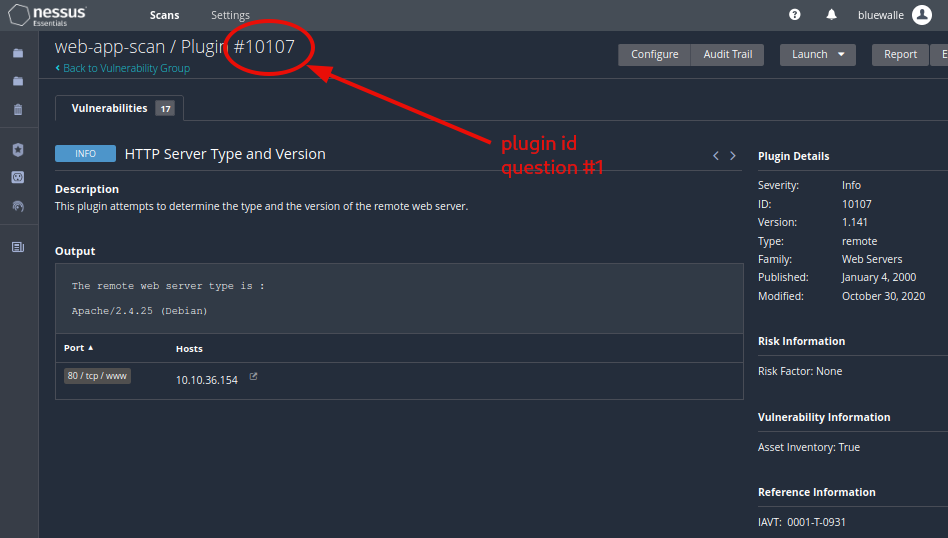 nessus
Essentials
Scans
Settings
bluewalle
web-app-scan / Plugin #10107
Back to Vulnerability Group
Configure
Audit Trail
Launch
Report
E
Vulnerabilities 17
plugin id
question #1
INFO
HTTP Server Type and Version
Description
This plugin attempts to determine the type and the version of the remote web server.
Output
The remote web server type is :
Apache/2.4.25 (Debian)
Port Hosts
80 / tcp / www 10.10.36.154
Plugin Details
Severity: Info
ID: 10107
Version: 1.141
Type: remote
Family: Web Servers
Published: January 4, 2000
Modified: October 30, 2020
Risk Information
Risk Factor: None
Vulnerability Information
Asset Inventory: True
Reference Information
IAVT: 0001-T-0931